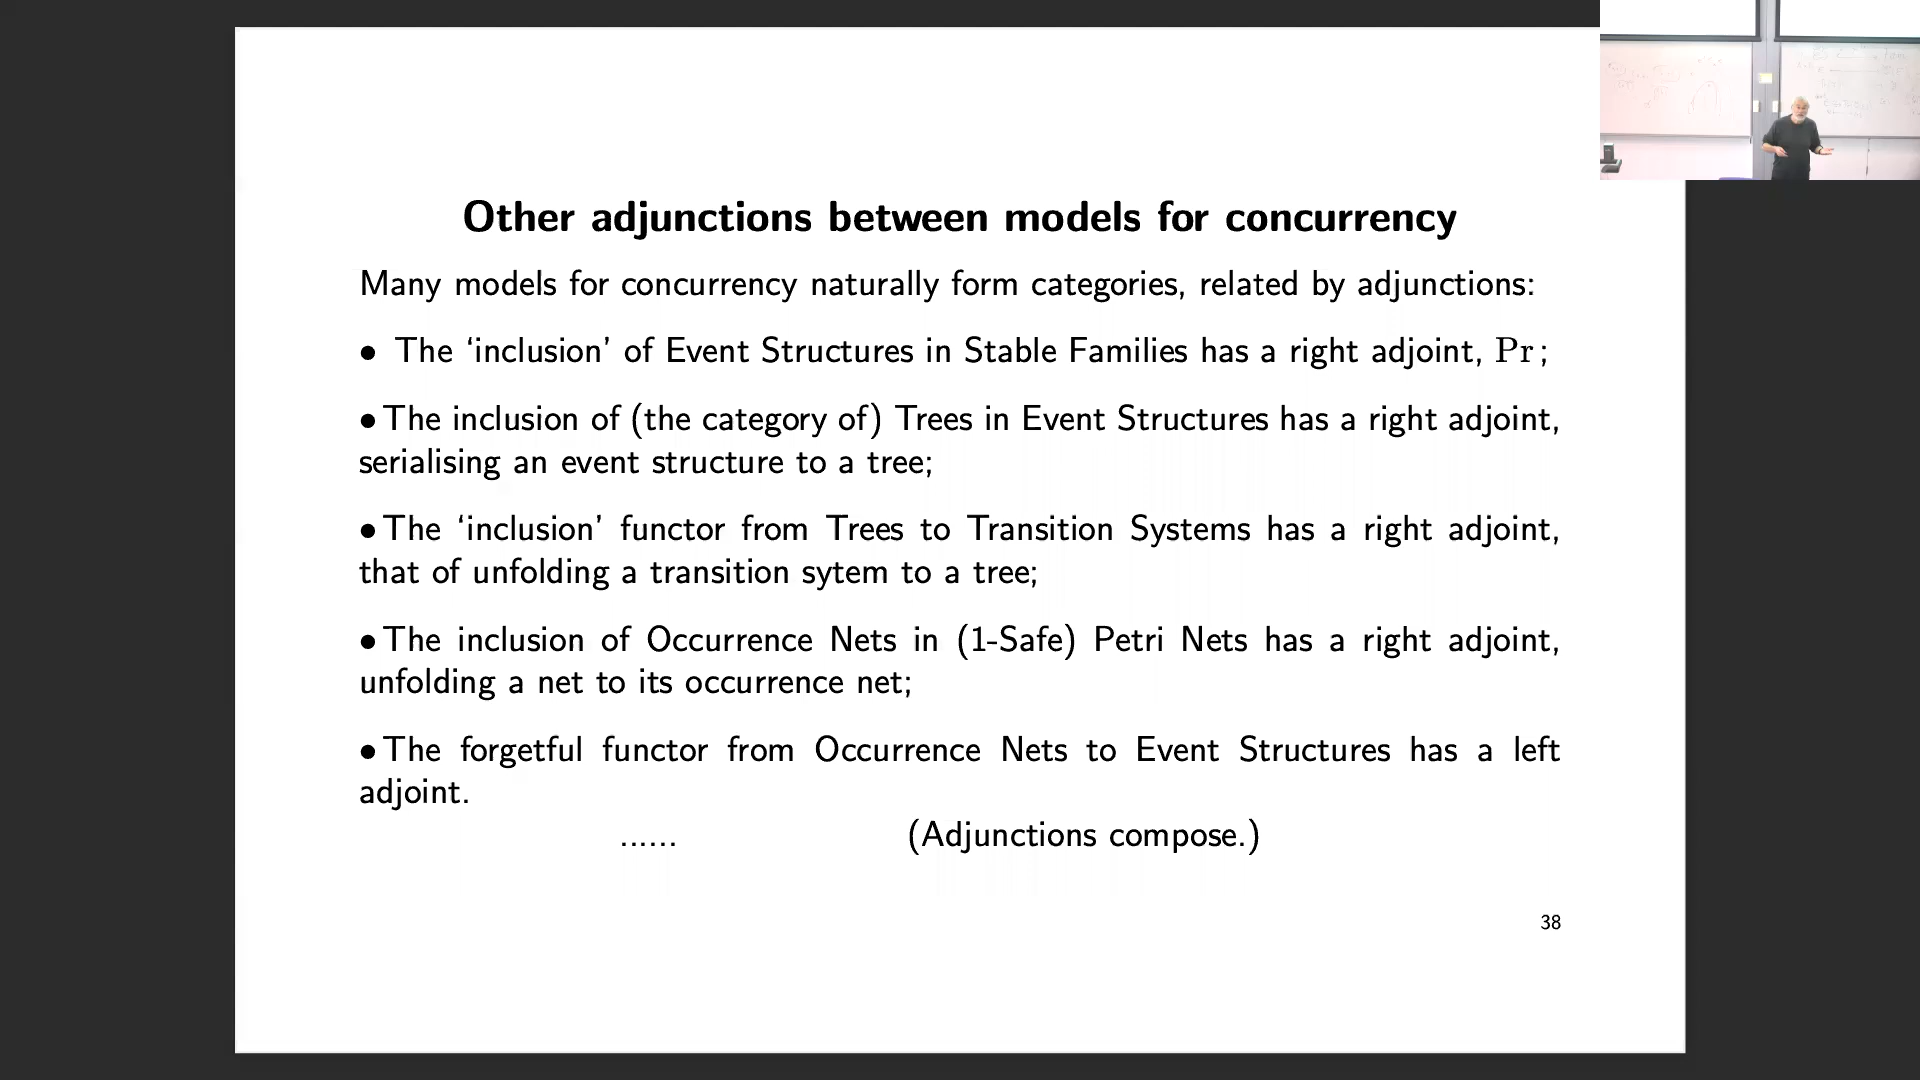 Other adjunctions between models for concurrency
Many models for concurrency naturally form categories, related by adjunctions:
• The ‘inclusion’ of Event Structures in Stable Families has a right adjoint, Pr;
•The inclusion of (the category of) Trees in Event Structures has a right adjoint,
serialising an event structure to a tree;
•The ‘inclusion’ functor from Trees to Transition Systems has a right adjoint,
that of unfolding a transition sytem to a tree;
•The inclusion of Occurrence Nets in (1-Safe) Petri Nets has a right adjoint,
unfolding a net to its occurrence net;
•The forgetful functor from Occurrence Nets to Event Structures has a left
adjoint.
...... (Adjunctions compose.)
38